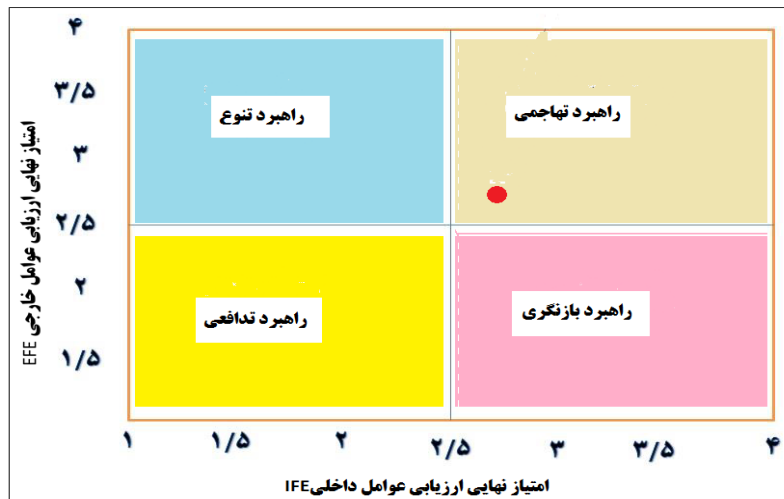 ۴
۳/۵
۳
۲/۵
۲
۱/۵
امتیاز نهایی ارزیابی عوامل خارجی EFE
راهبرد تهاجمی
راهبرد تنوع
راهبرد بازنگری
راهبرد تدافعی
۱ ۱/۵ ۲ ۲/۵ ۳ ۳/۵ ۴
امتیاز نهایی ارزیابی عوامل داخلیIFE